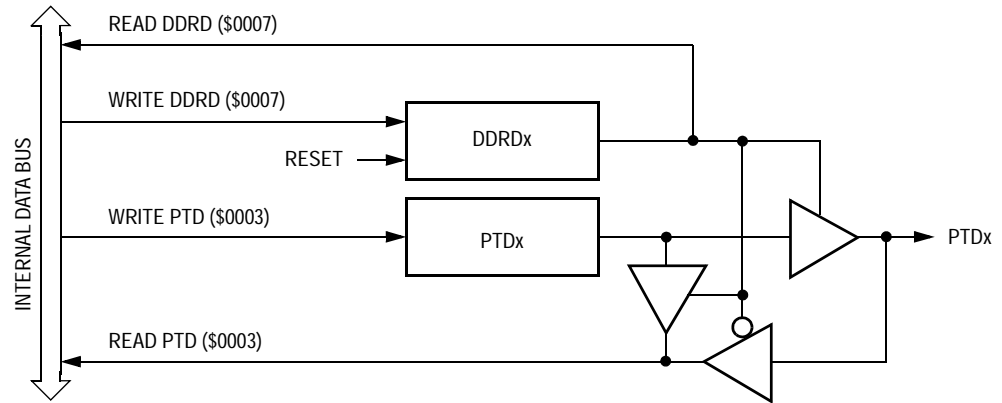 READ DDRD ($0007)
WRITE DDRD ($0007)
DDRDx
RESET
INTERNAL DATA BUS
WRITE PTD ($0003)
PTDx
PTDx
READ PTD ($0003)